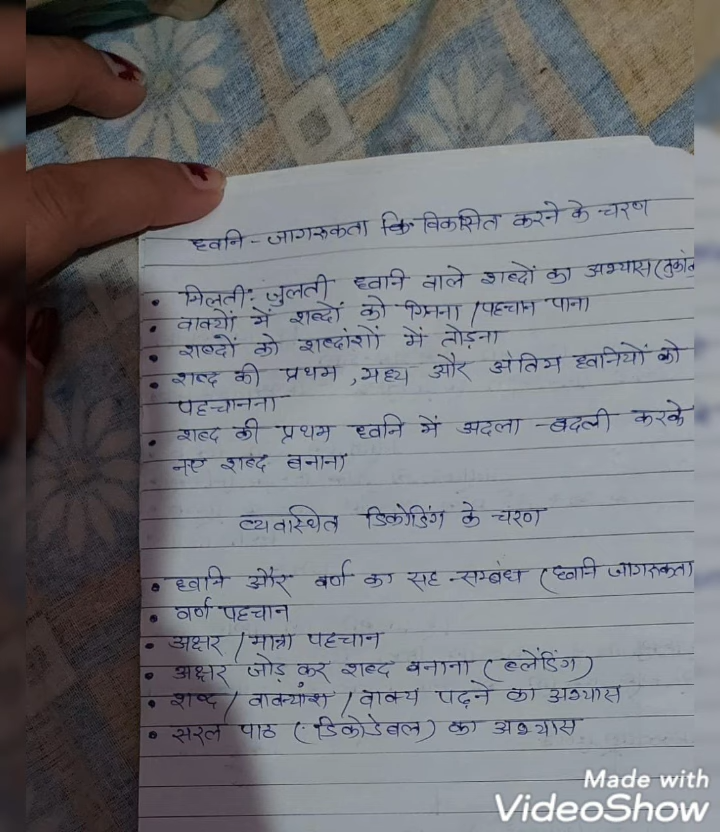 ध्वनि - जागरुकता कि विकसित करने के चरण
• मिलती: जुलती ध्वनि वाले शब्दों का अभ्यास (तुकांत
• वाक्यों में शब्दों को गिनना / पहचान पाना
• शब्दों को शब्दांशों में तोड़ना
• शब्द की प्रथम, मध्य और अंतिम ध्वनियों को
पहचानना
• शब्द की प्रथम ध्वनि में अदला - बदली करके
नए शब्द बनाना
व्यवास्थित डिकोडिंग के चरण
• ध्वनि और वर्ण का सह-सम्बंध (ध्वनि जागरुकता
• वर्ण पहचान
• अक्षर / मात्रा पहचान
• अक्षर जोड़ कर शब्द बनाना (ब्लेंडिंग)
• शब्द / वाक्यांश / वाक्य पढ़ने का अभ्यास
• सरल पाठ (डिकोडेबल) का अभ्यास
Made with
VideoShow